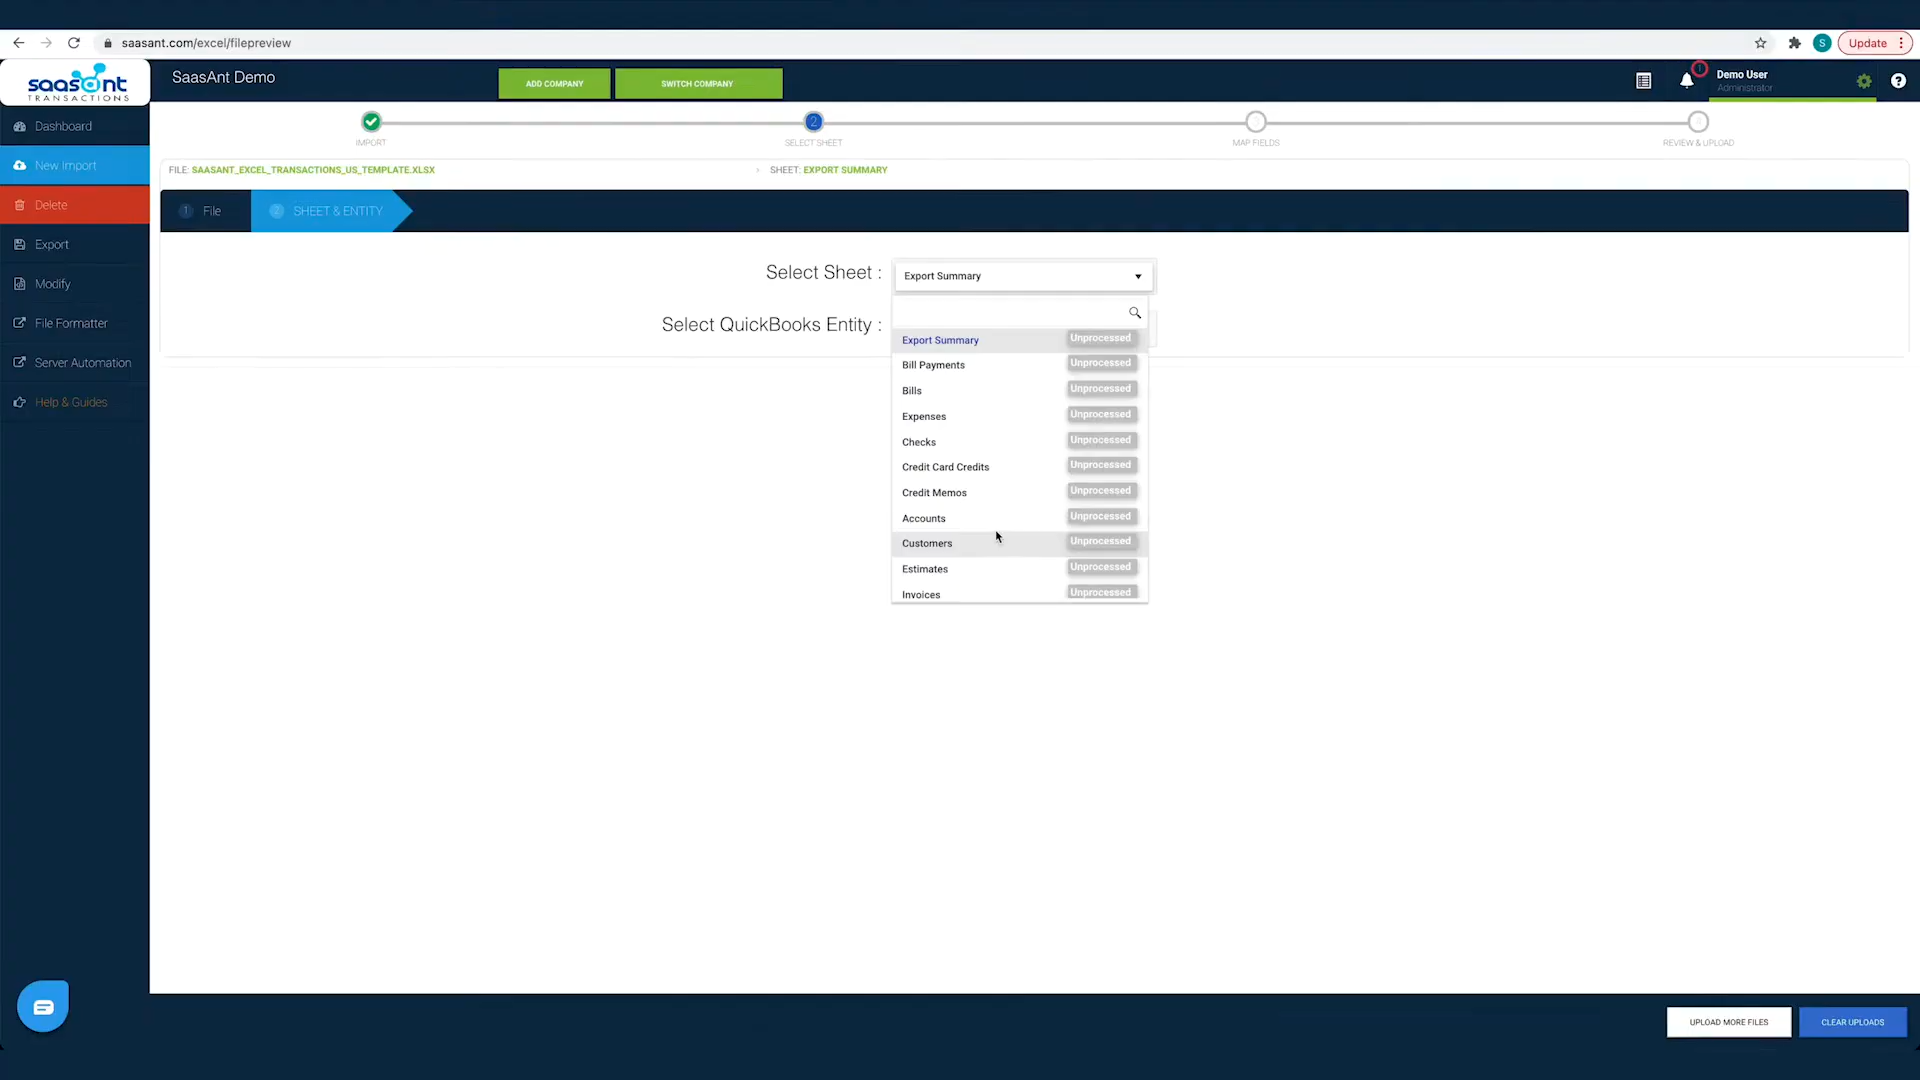 saasant.com/excel/filepreview
S
Update
saasant
TRANSACTIONS
SaasAnt Demo
ADD COMPANY
SWITCH COMPANY
1
Demo User
Administrator
Dashboard
New Import
Delete
Export
Modify
File Formatter
Server Automation
Help & Guides
2
IMPORT
SELECT SHEET
MAP FIELDS
REVIEW & UPLOAD
FILE: SAASANT_EXCEL_TRANSACTIONS_US_TEMPLATE.XLSX
SHEET: EXPORT SUMMARY
1 File
2 SHEET & ENTITY
Select Sheet :
Export Summary
Select QuickBooks Entity :
Export Summary Unprocessed
Bill Payments Unprocessed
Bills Unprocessed
Expenses Unprocessed
Checks Unprocessed
Credit Card Credits Unprocessed
Credit Memos Unprocessed
Accounts Unprocessed
Customers Unprocessed
Estimates Unprocessed
Invoices Unprocessed
UPLOAD MORE FILES
CLEAR UPLOADS